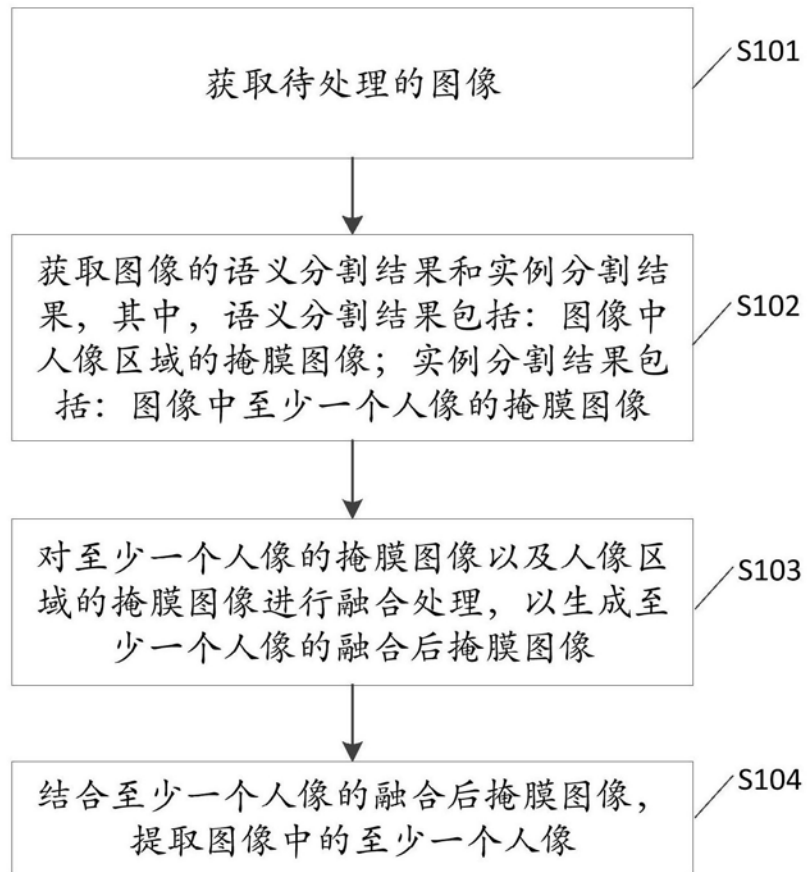 获取待处理的图像
S101
获取图像的语义分割结果和实例分割结
果，其中，语义分割结果包括：图像中
人像区域的掩膜图像；实例分割结果包
括：图像中至少一个人像的掩膜图像
S102
对至少一个人像的掩膜图像以及人像区
域的掩膜图像进行融合处理，以生成至
少一个人像的融合后掩膜图像
S103
结合至少一个人像的融合后掩膜图像，
提取图像中的至少一个人像
S104